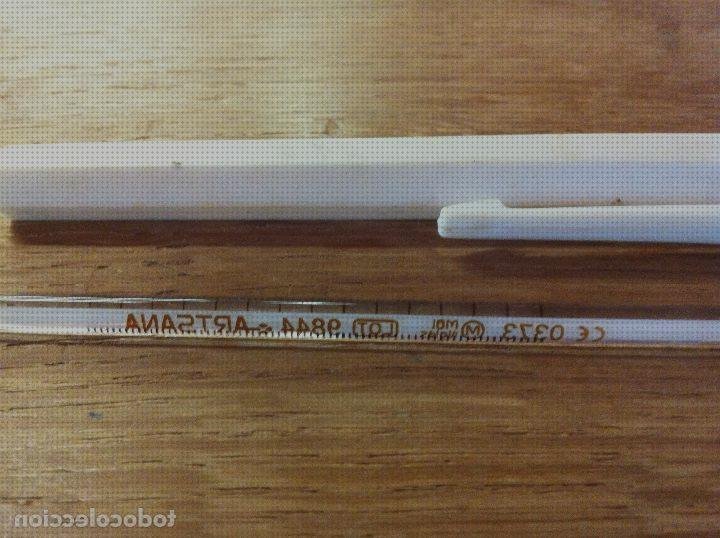 CE 0373 M LOT 9844 ARTSANA
todocoleccion